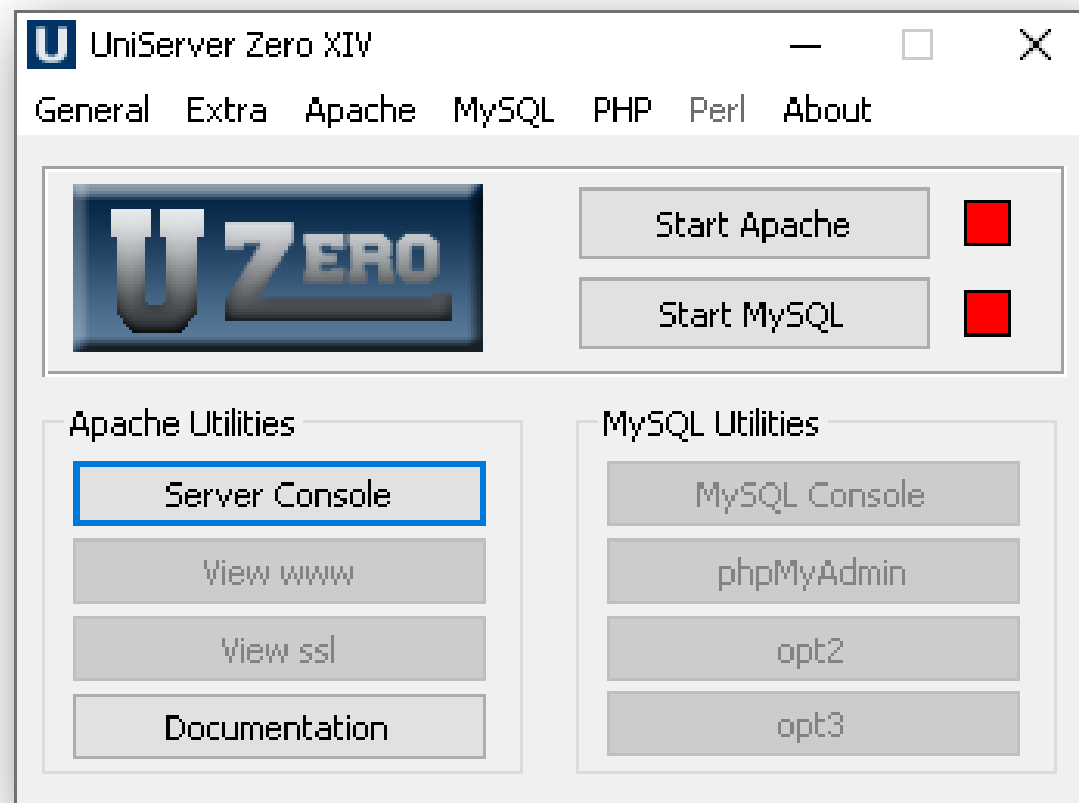 U UniServer Zero XIV
General Extra Apache MySQL PHP Perl About
U ZERO
Start Apache
Start MySQL
Apache Utilities
Server Console
View www
View ssl
Documentation
MySQL Utilities
MySQL Console
phpMyAdmin
opt2
opt3